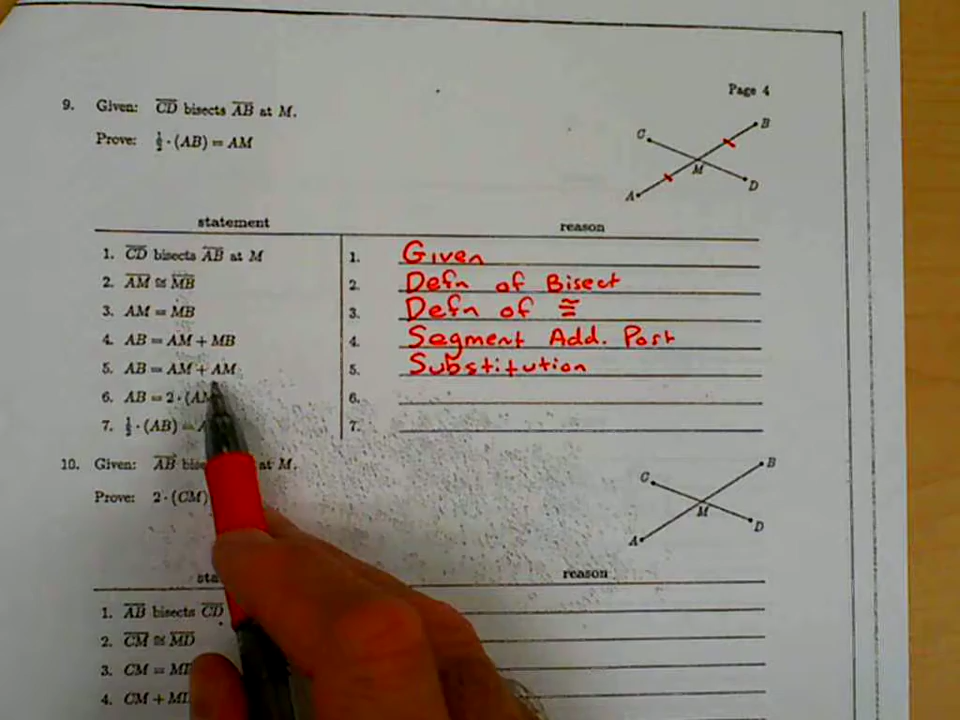 Page 4
9. Given: CD bisects AB at M.
Prove: ½ · (AB) = AM
C B
M
A D
statement reason
1. CD bisects AB at M 1. Given
2. AM ≅ MB 2. Defn of Bisect
3. AM = MB 3. Defn of ≅
4. AB = AM + MB 4. Segment Add. Post
5. AB = AM + AM 5. Substitution
6. AB = 2 · (AM 6.
7. ½ · (AB) = 7.
10. Given: AB at M.
Prove: 2 · (CM)
C B
M
A D
reason
1. AB bisects CD
2. CM ≅ MD
3. CM =
4. CM +